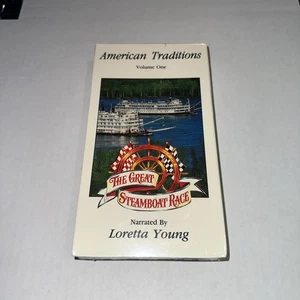 American Traditions
Volume One
THE GREAT
STEAMBOAT RACE
Narrated By
Loretta Young